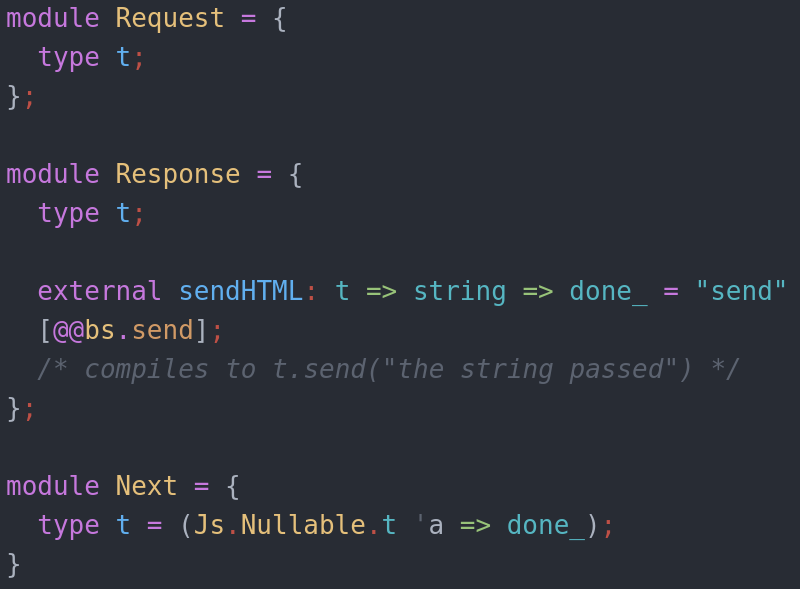 module Request = {
  type t;
};

module Response = {
  type t;

  external sendHTML: t => string => done_ = "send"
  [@@bs.send];
  /* compiles to t.send("the string passed") */
};

module Next = {
  type t = (Js.Nullable.t 'a => done_);
}